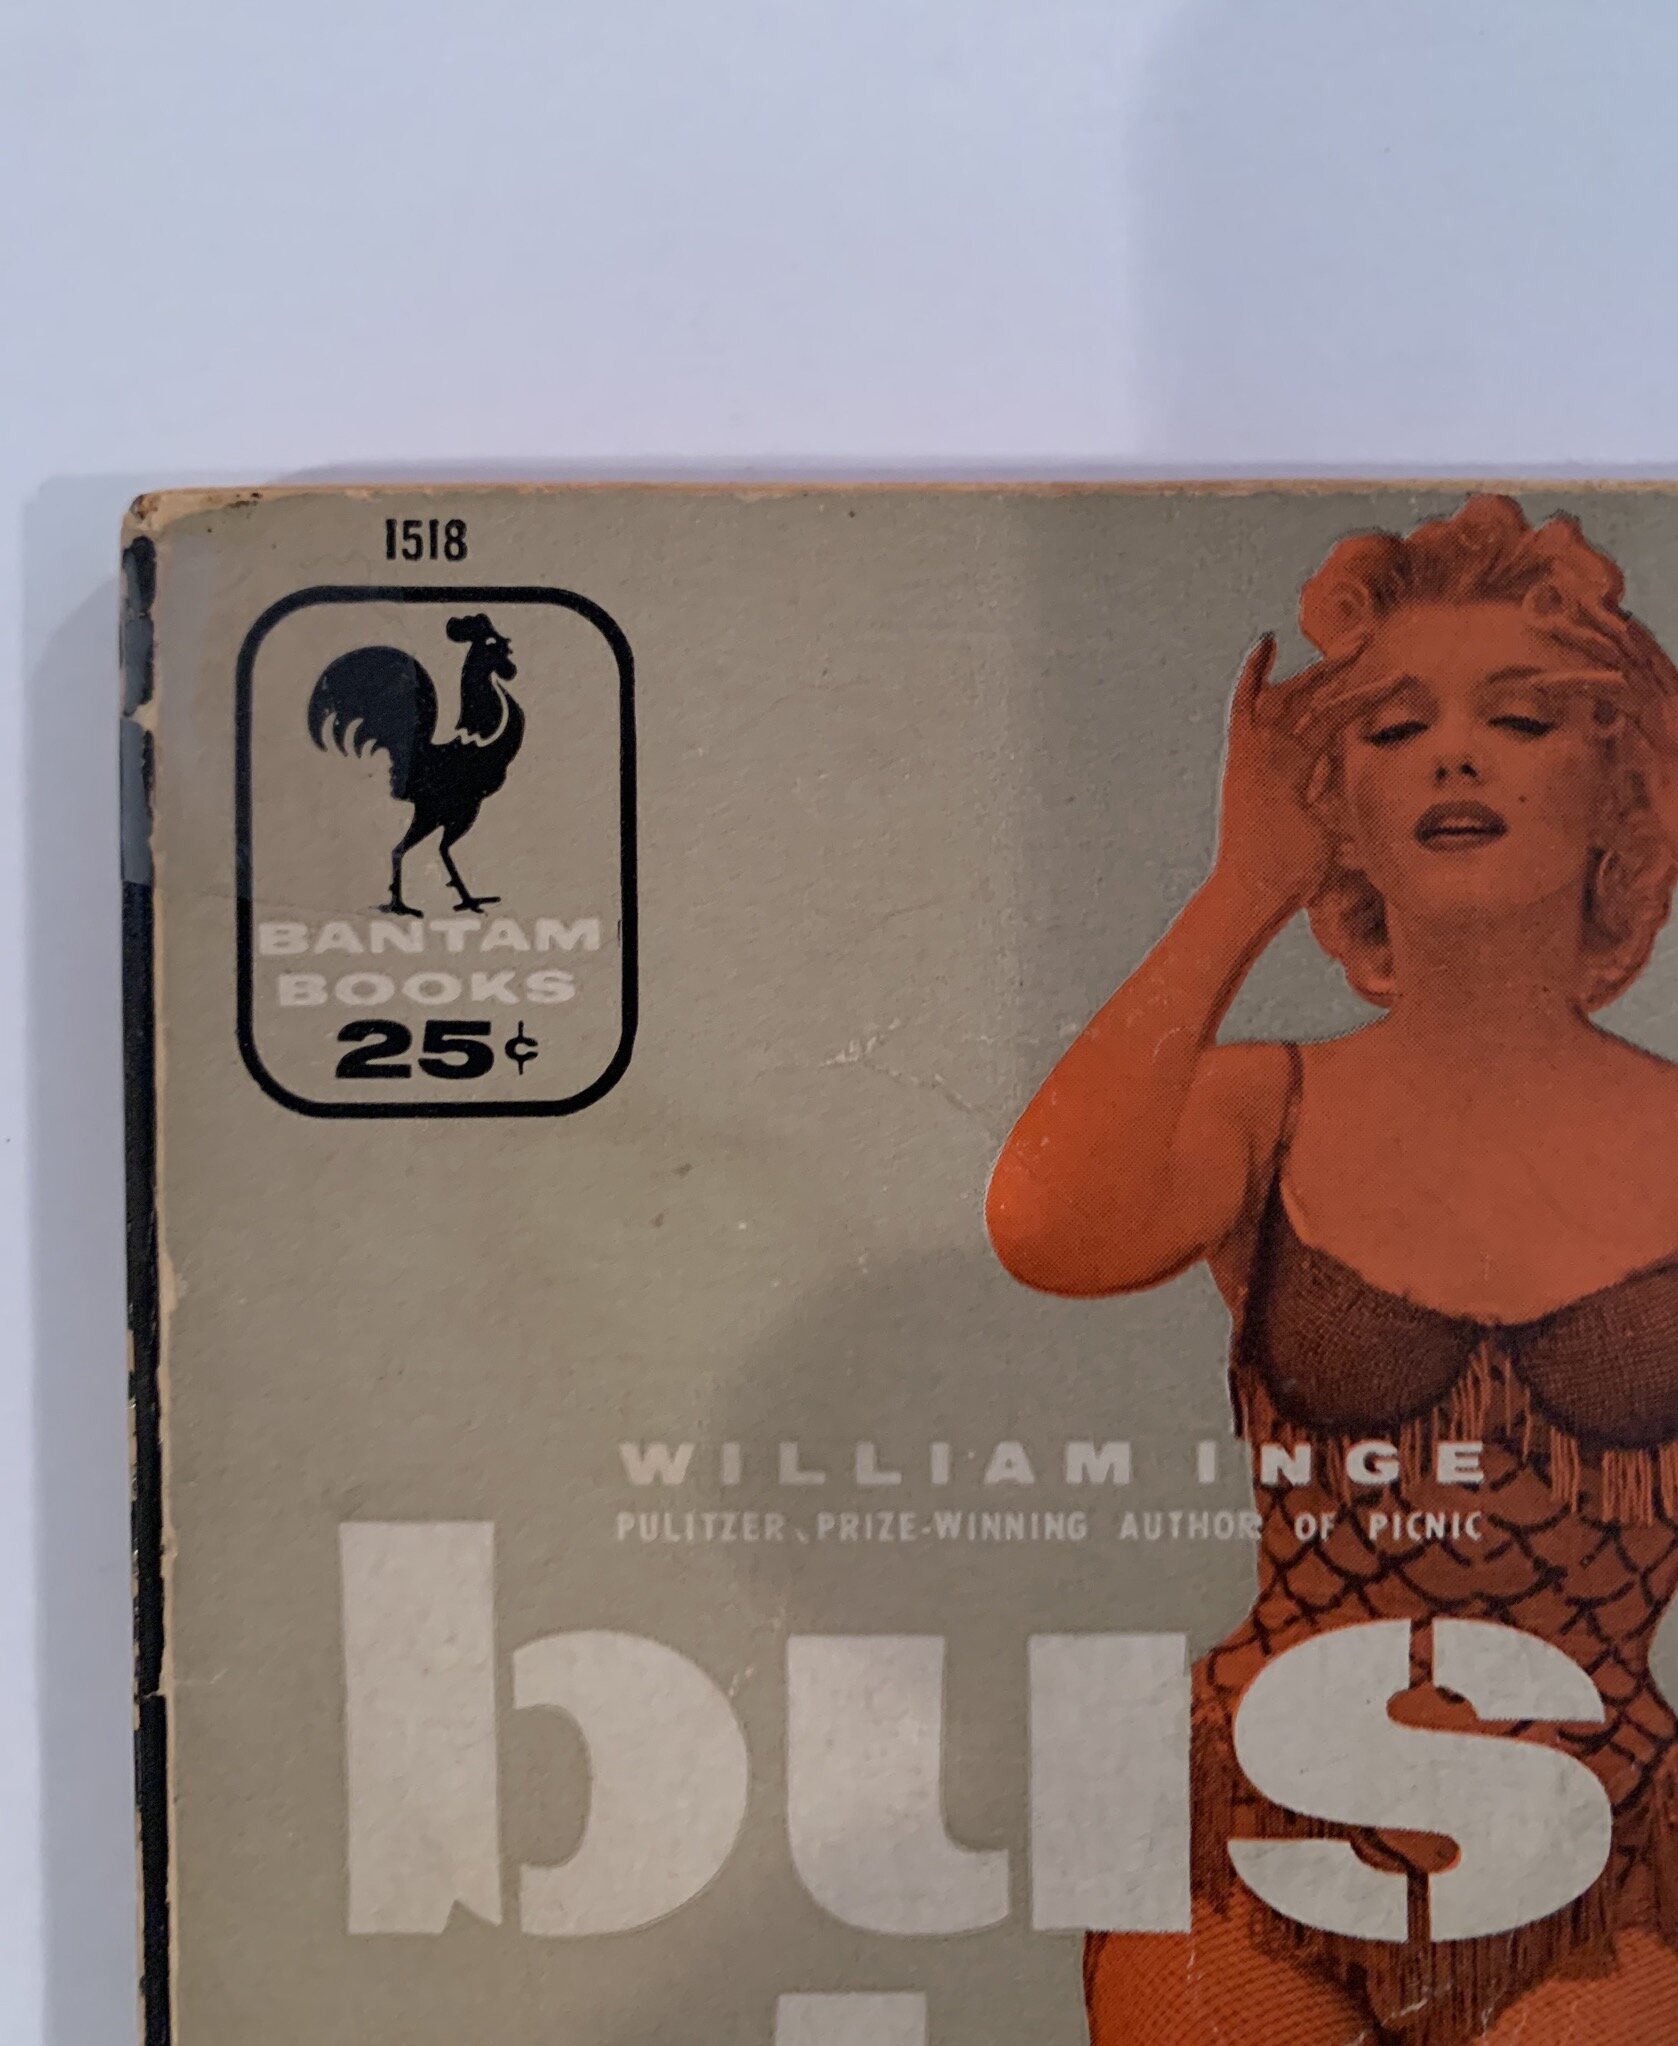 1518
BANTAM
BOOKS
25¢
WILLIAM INGE
PULITZER PRIZE-WINNING AUTHOR OF PICNIC
bus